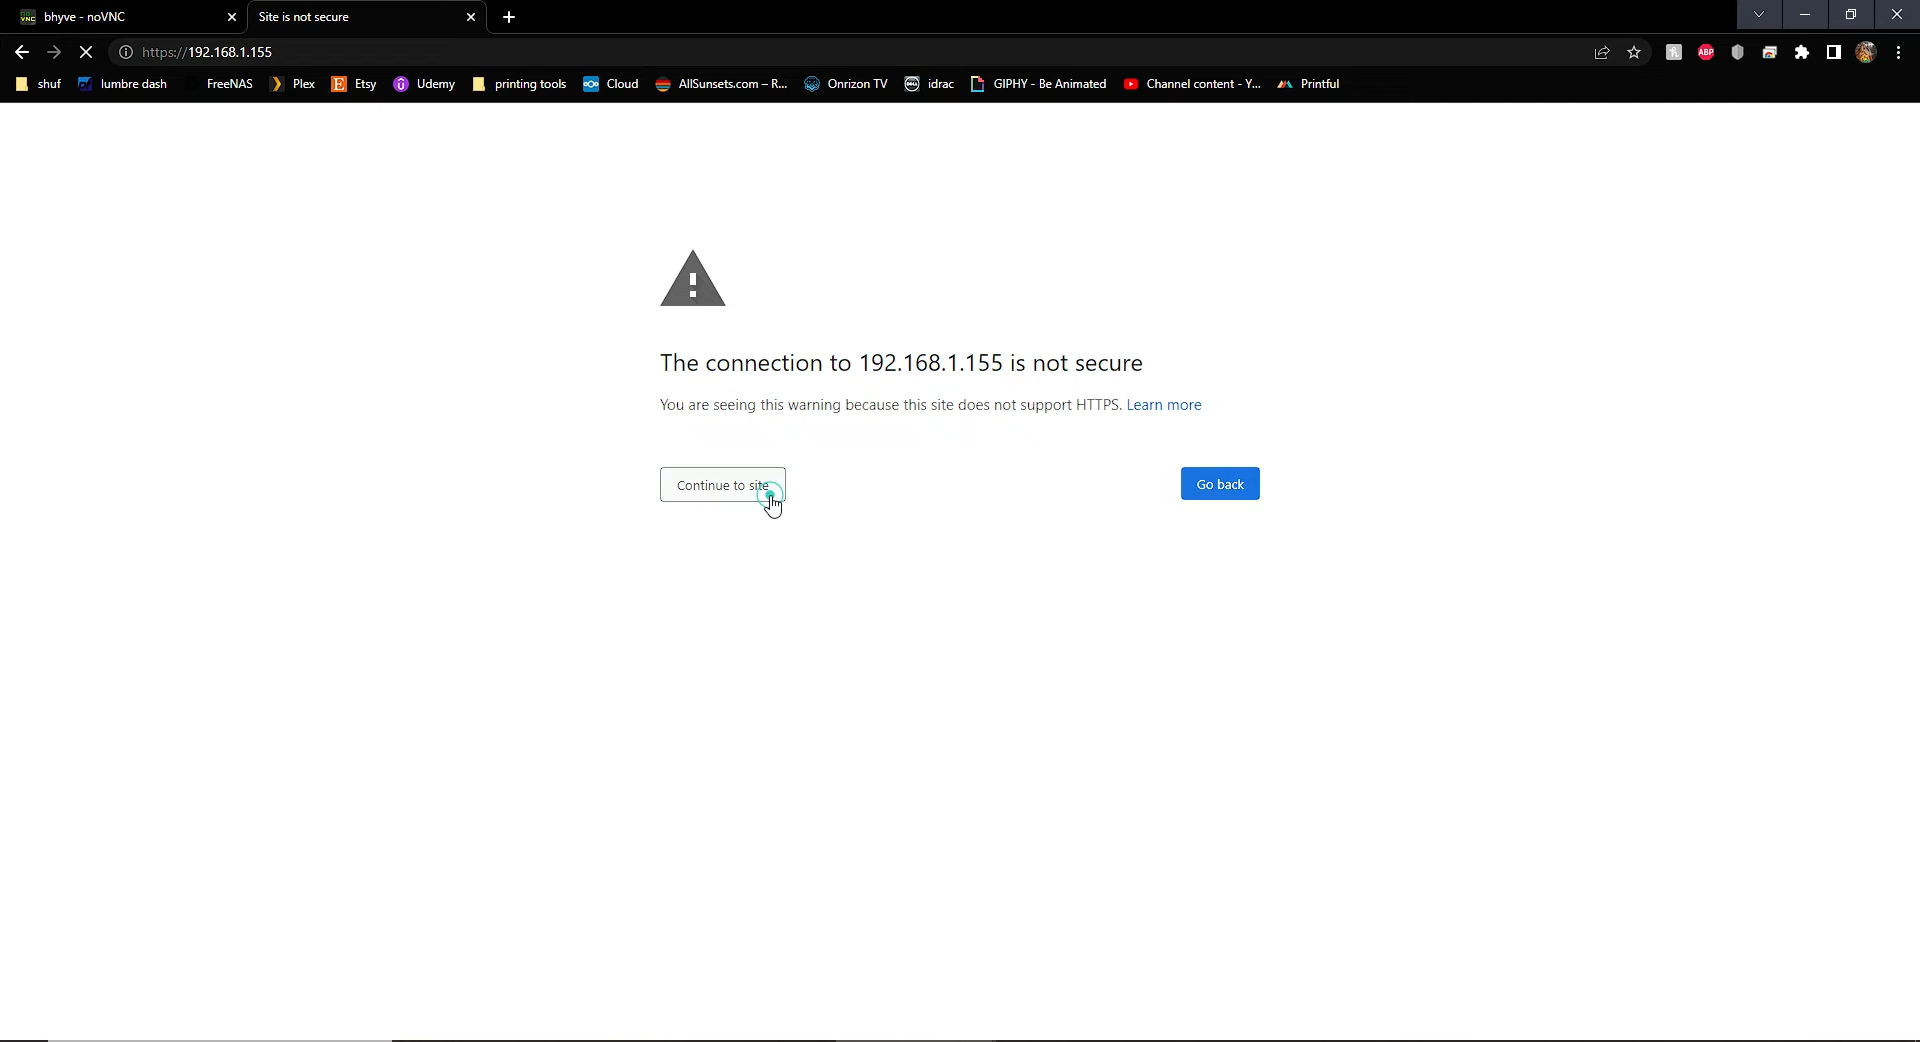 bhyve - noVNC
Site is not secure
https://192.168.1.155
ABP
shuf
lumbre dash
FreeNAS
Plex
Etsy
Udemy
printing tools
Cloud
AllSunsets.com – R...
Onrizon TV
idrac
GIPHY - Be Animated
Channel content - Y...
Printful
The connection to 192.168.1.155 is not secure
You are seeing this warning because this site does not support HTTPS. Learn more
Continue to site
Go back